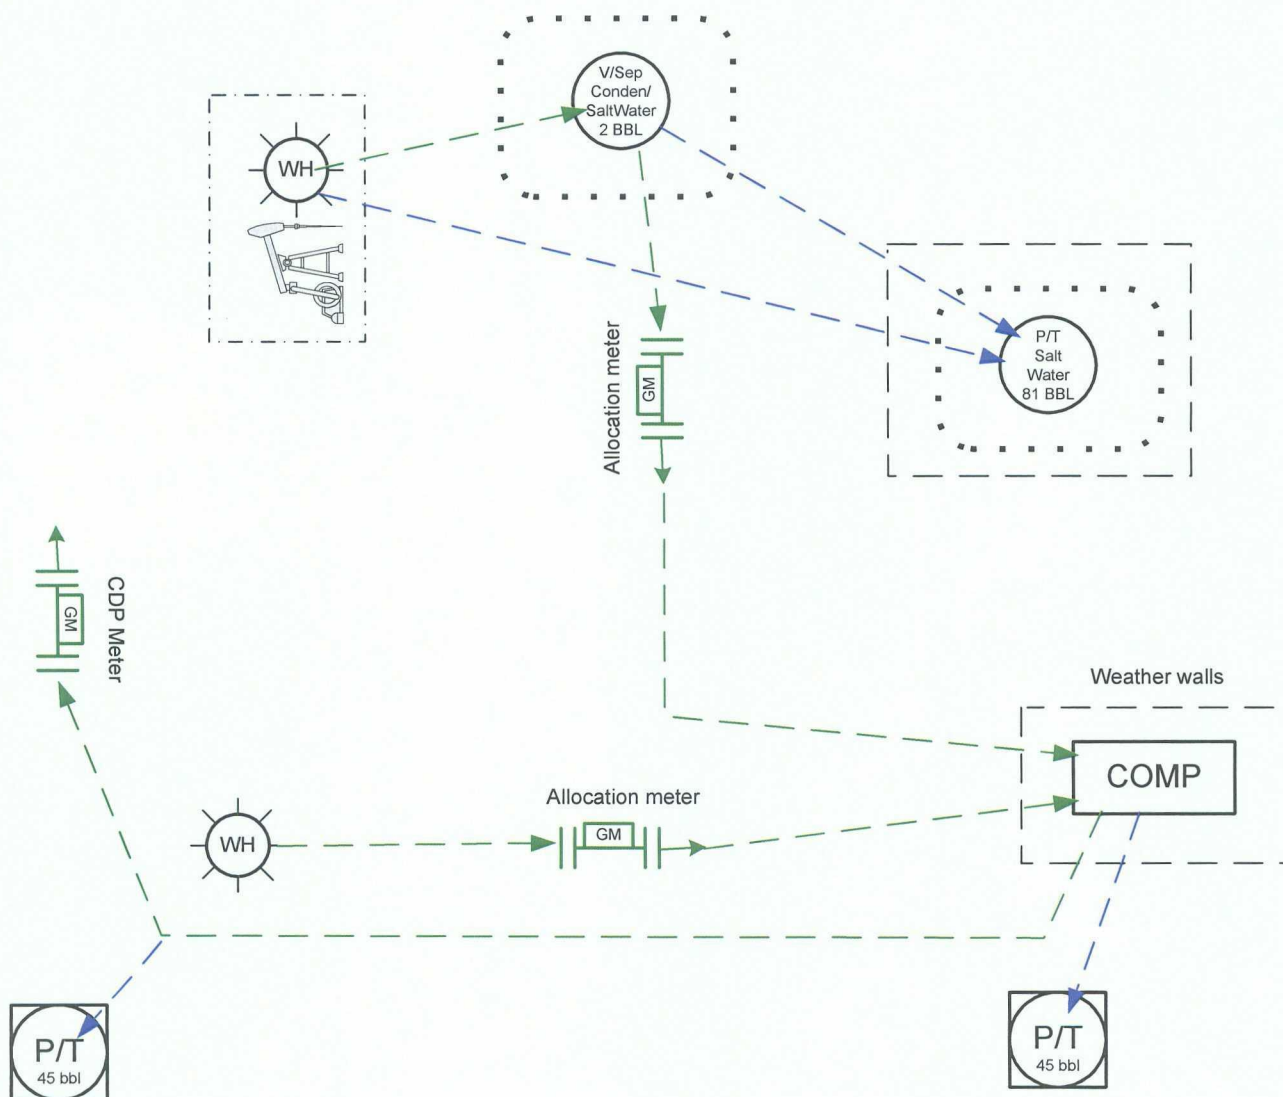 V/Sep
Conden/
SaltWater
2 BBL
WH
P/T
Salt
Water
81 BBL
Allocation meter
GM
CDP Meter
GM
Weather walls
COMP
Allocation meter
GM
WH
P/T
45 bbl
P/T
45 bbl